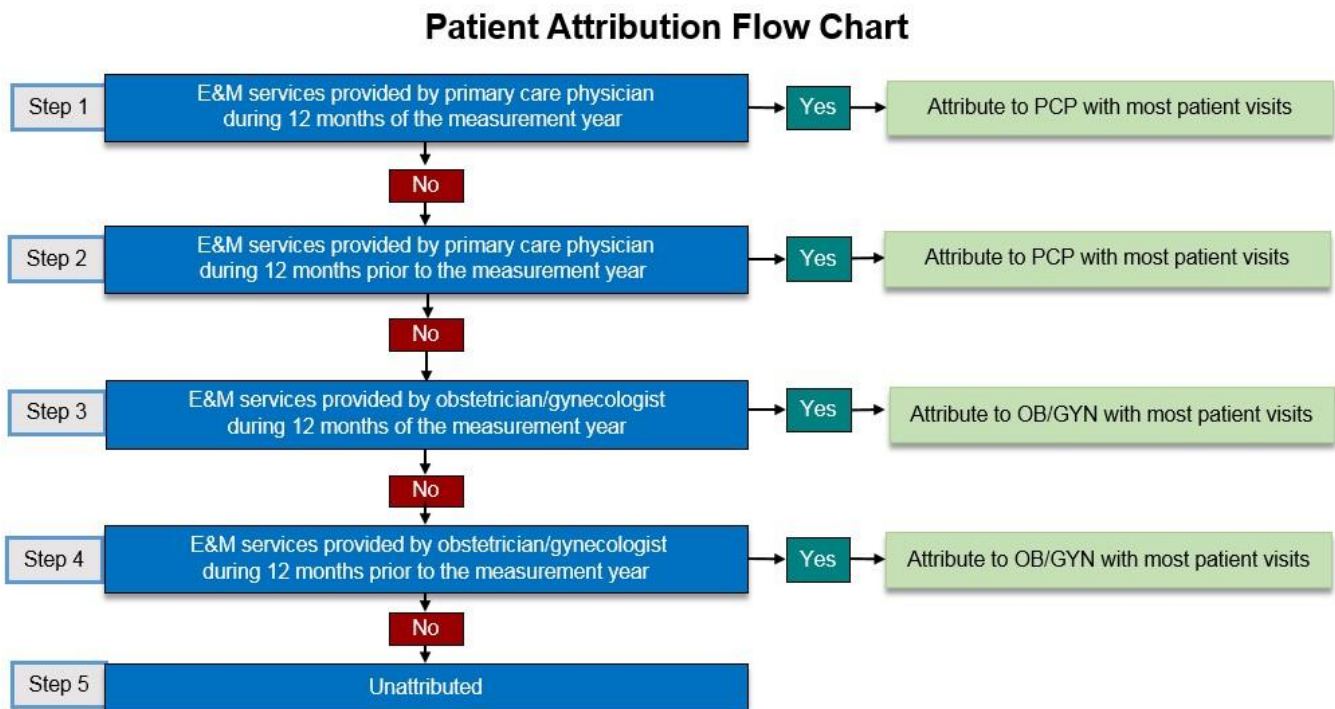 Patient Attribution Flow Chart
Step 1
E&M services provided by primary care physician
during 12 months of the measurement year
Yes
Attribute to PCP with most patient visits
No
Step 2
E&M services provided by primary care physician
during 12 months prior to the measurement year
Yes
Attribute to PCP with most patient visits
No
Step 3
E&M services provided by obstetrician/gynecologist
during 12 months of the measurement year
Yes
Attribute to OB/GYN with most patient visits
No
Step 4
E&M services provided by obstetrician/gynecologist
during 12 months prior to the measurement year
Yes
Attribute to OB/GYN with most patient visits
No
Step 5
Unattributed